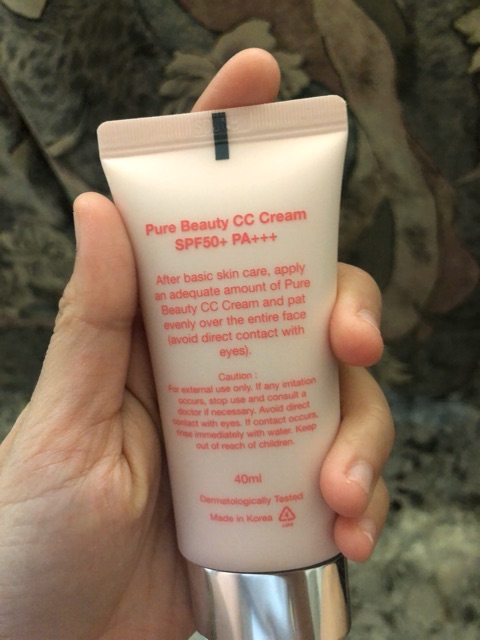 Pure Beauty CC Cream
SPF50+ PA+++
After basic skin care, apply
an adequate amount of Pure
Beauty CC Cream and pat
evenly over the entire face
(avoid direct contact with
eyes).
Caution :
For external use only. If any irritation
occurs, stop use and consult a
doctor if necessary. Avoid direct
contact with eyes. If contact occurs,
rinse immediately with water. Keep
out of reach of children.
40ml
Dermatologically Tested
Made in Korea